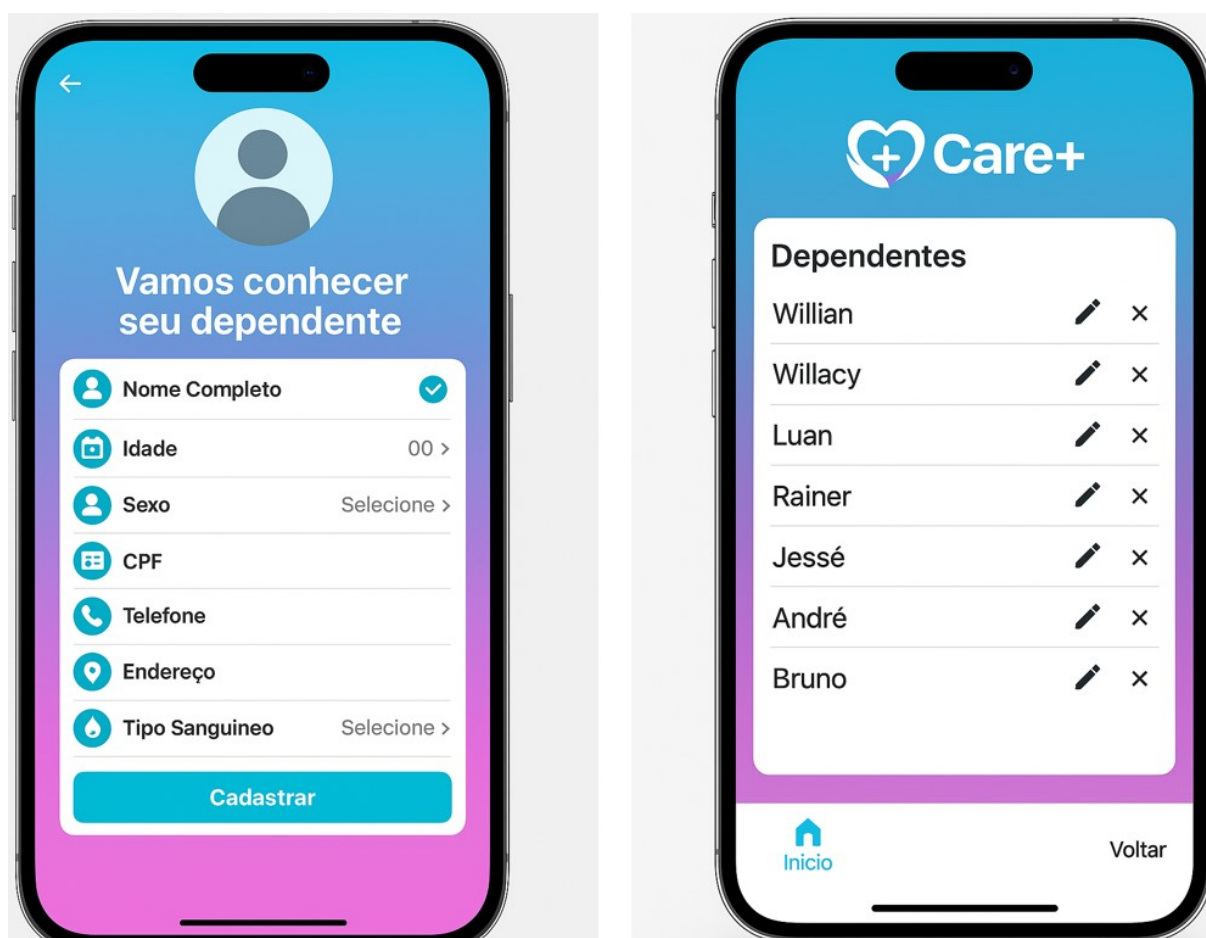 Vamos conhecer
seu dependente
Nome Completo
Idade 00 >
Sexo Selecione >
CPF
Telefone
Endereço
Tipo Sanguineo Selecione >
Cadastrar
Care+
Dependentes
Willian
Willacy
Luan
Rainer
Jessé
André
Bruno
Inicio
Voltar